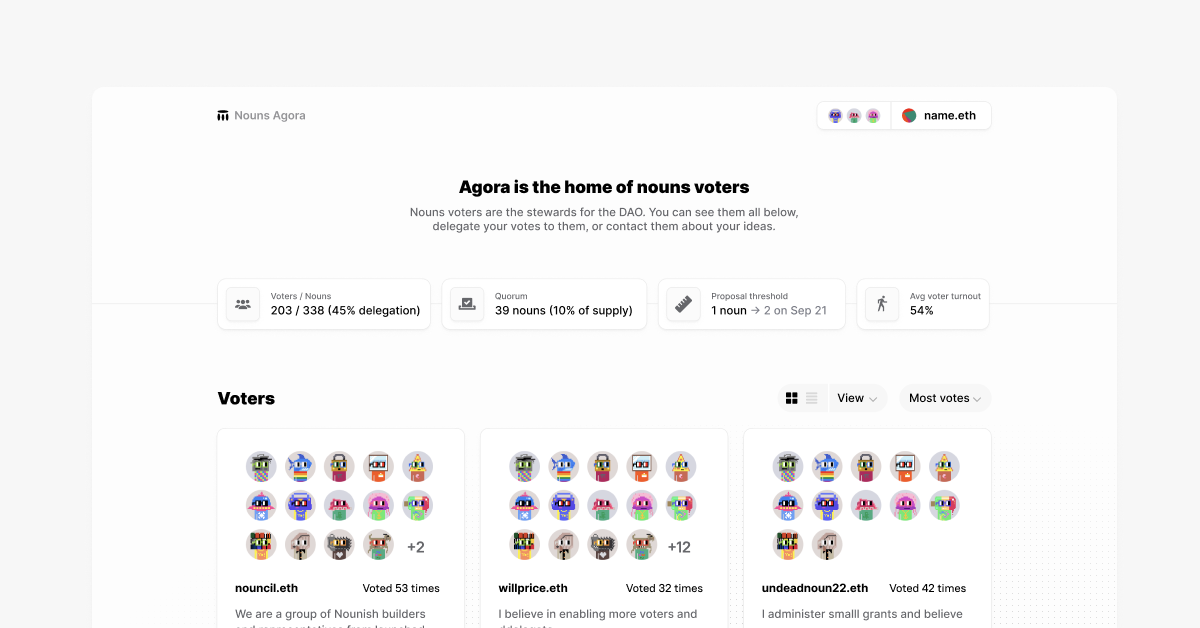 Nouns Agora
name.eth
Agora is the home of nouns voters
Nouns voters are the stewards for the DAO. You can see them all below,
delegate your votes to them, or contact them about your ideas.
Voters / Nouns
203 / 338 (45% delegation)
Quorum
39 nouns (10% of supply)
Proposal threshold
1 noun → 2 on Sep 21
Avg voter turnout
54%
Voters
View
Most votes
+2
+12
nouncil.eth
Voted 53 times
willprice.eth
Voted 32 times
undeadnoun22.eth
Voted 42 times
We are a group of Nounish builders
I believe in enabling more voters and
I administer smalll grants and believe